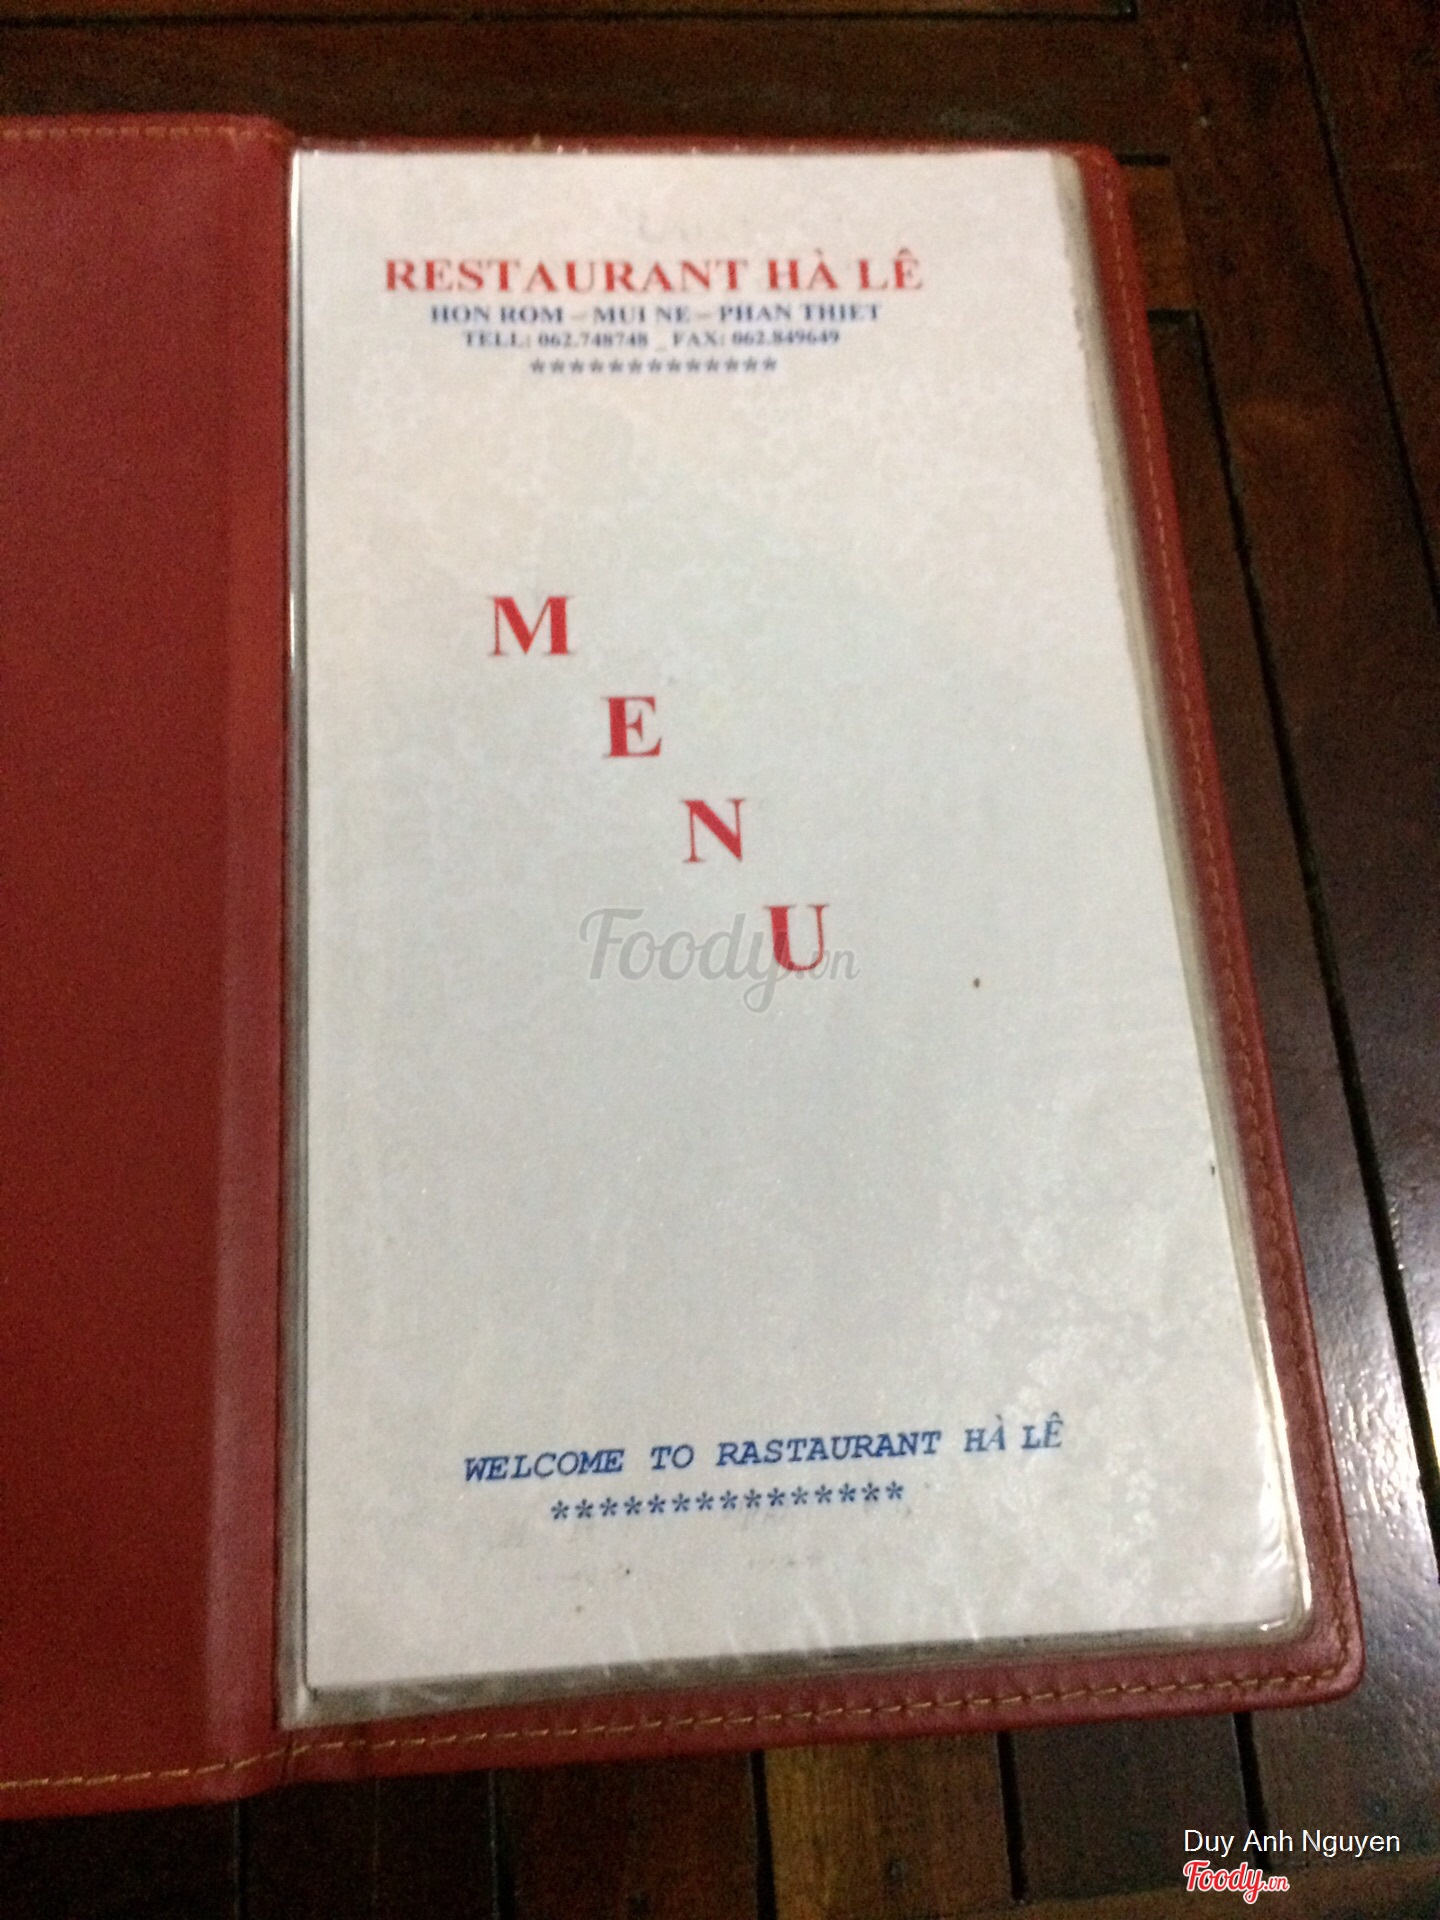 RESTAURANT HÀ LÊ
HON ROM – MUI NE – PHAN THIET
TELL: 062.748748 _ FAX: 062.849649
*************
M
E
N
U
Foody.vn
WELCOME TO RASTAURANT HÀ LÊ
***************
Duy Anh Nguyen
Foody.vn